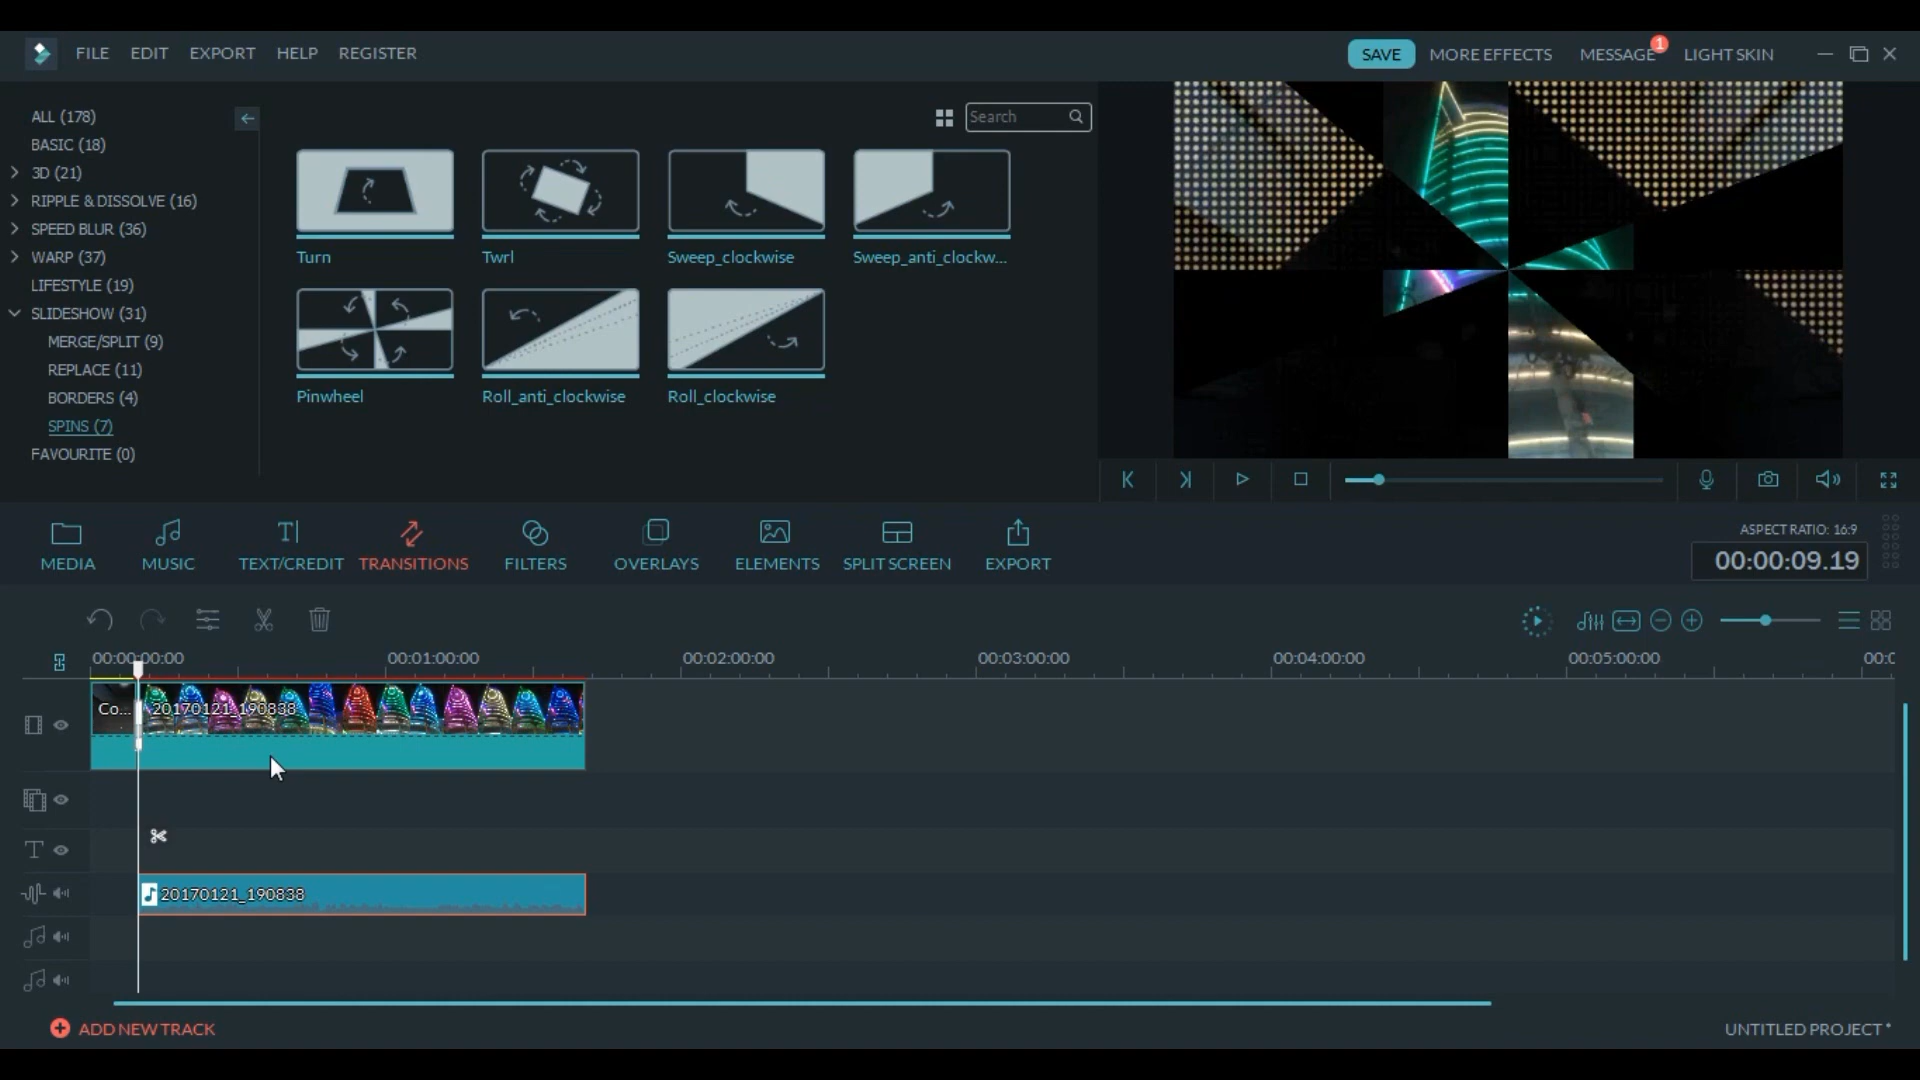 FILE EDIT EXPORT HELP REGISTER
SAVE MORE EFFECTS MESSAGE 1 LIGHT SKIN
ALL (178)
BASIC (18)
3D (21)
RIPPLE & DISSOLVE (16)
SPEED BLUR (36)
WARP (37)
LIFESTYLE (19)
SLIDESHOW (31)
MERGE/SPLIT (9)
REPLACE (11)
BORDERS (4)
SPINS (7)
FAVOURITE (0)
Search
Turn Twrl Sweep_clockwise Sweep_anti_clockw...
Pinwheel Roll_anti_clockwise Roll_clockwise
MEDIA MUSIC TEXT/CREDIT TRANSITIONS FILTERS OVERLAYS ELEMENTS SPLIT SCREEN EXPORT
ASPECT RATIO: 16:9
00:00:09.19
00:00:00:00 00:01:00:00 00:02:00:00 00:03:00:00 00:04:00:00 00:05:00:00 00:0
Co... 20170121_190838
20170121_190838
ADD NEW TRACK
UNTITLED PROJECT *